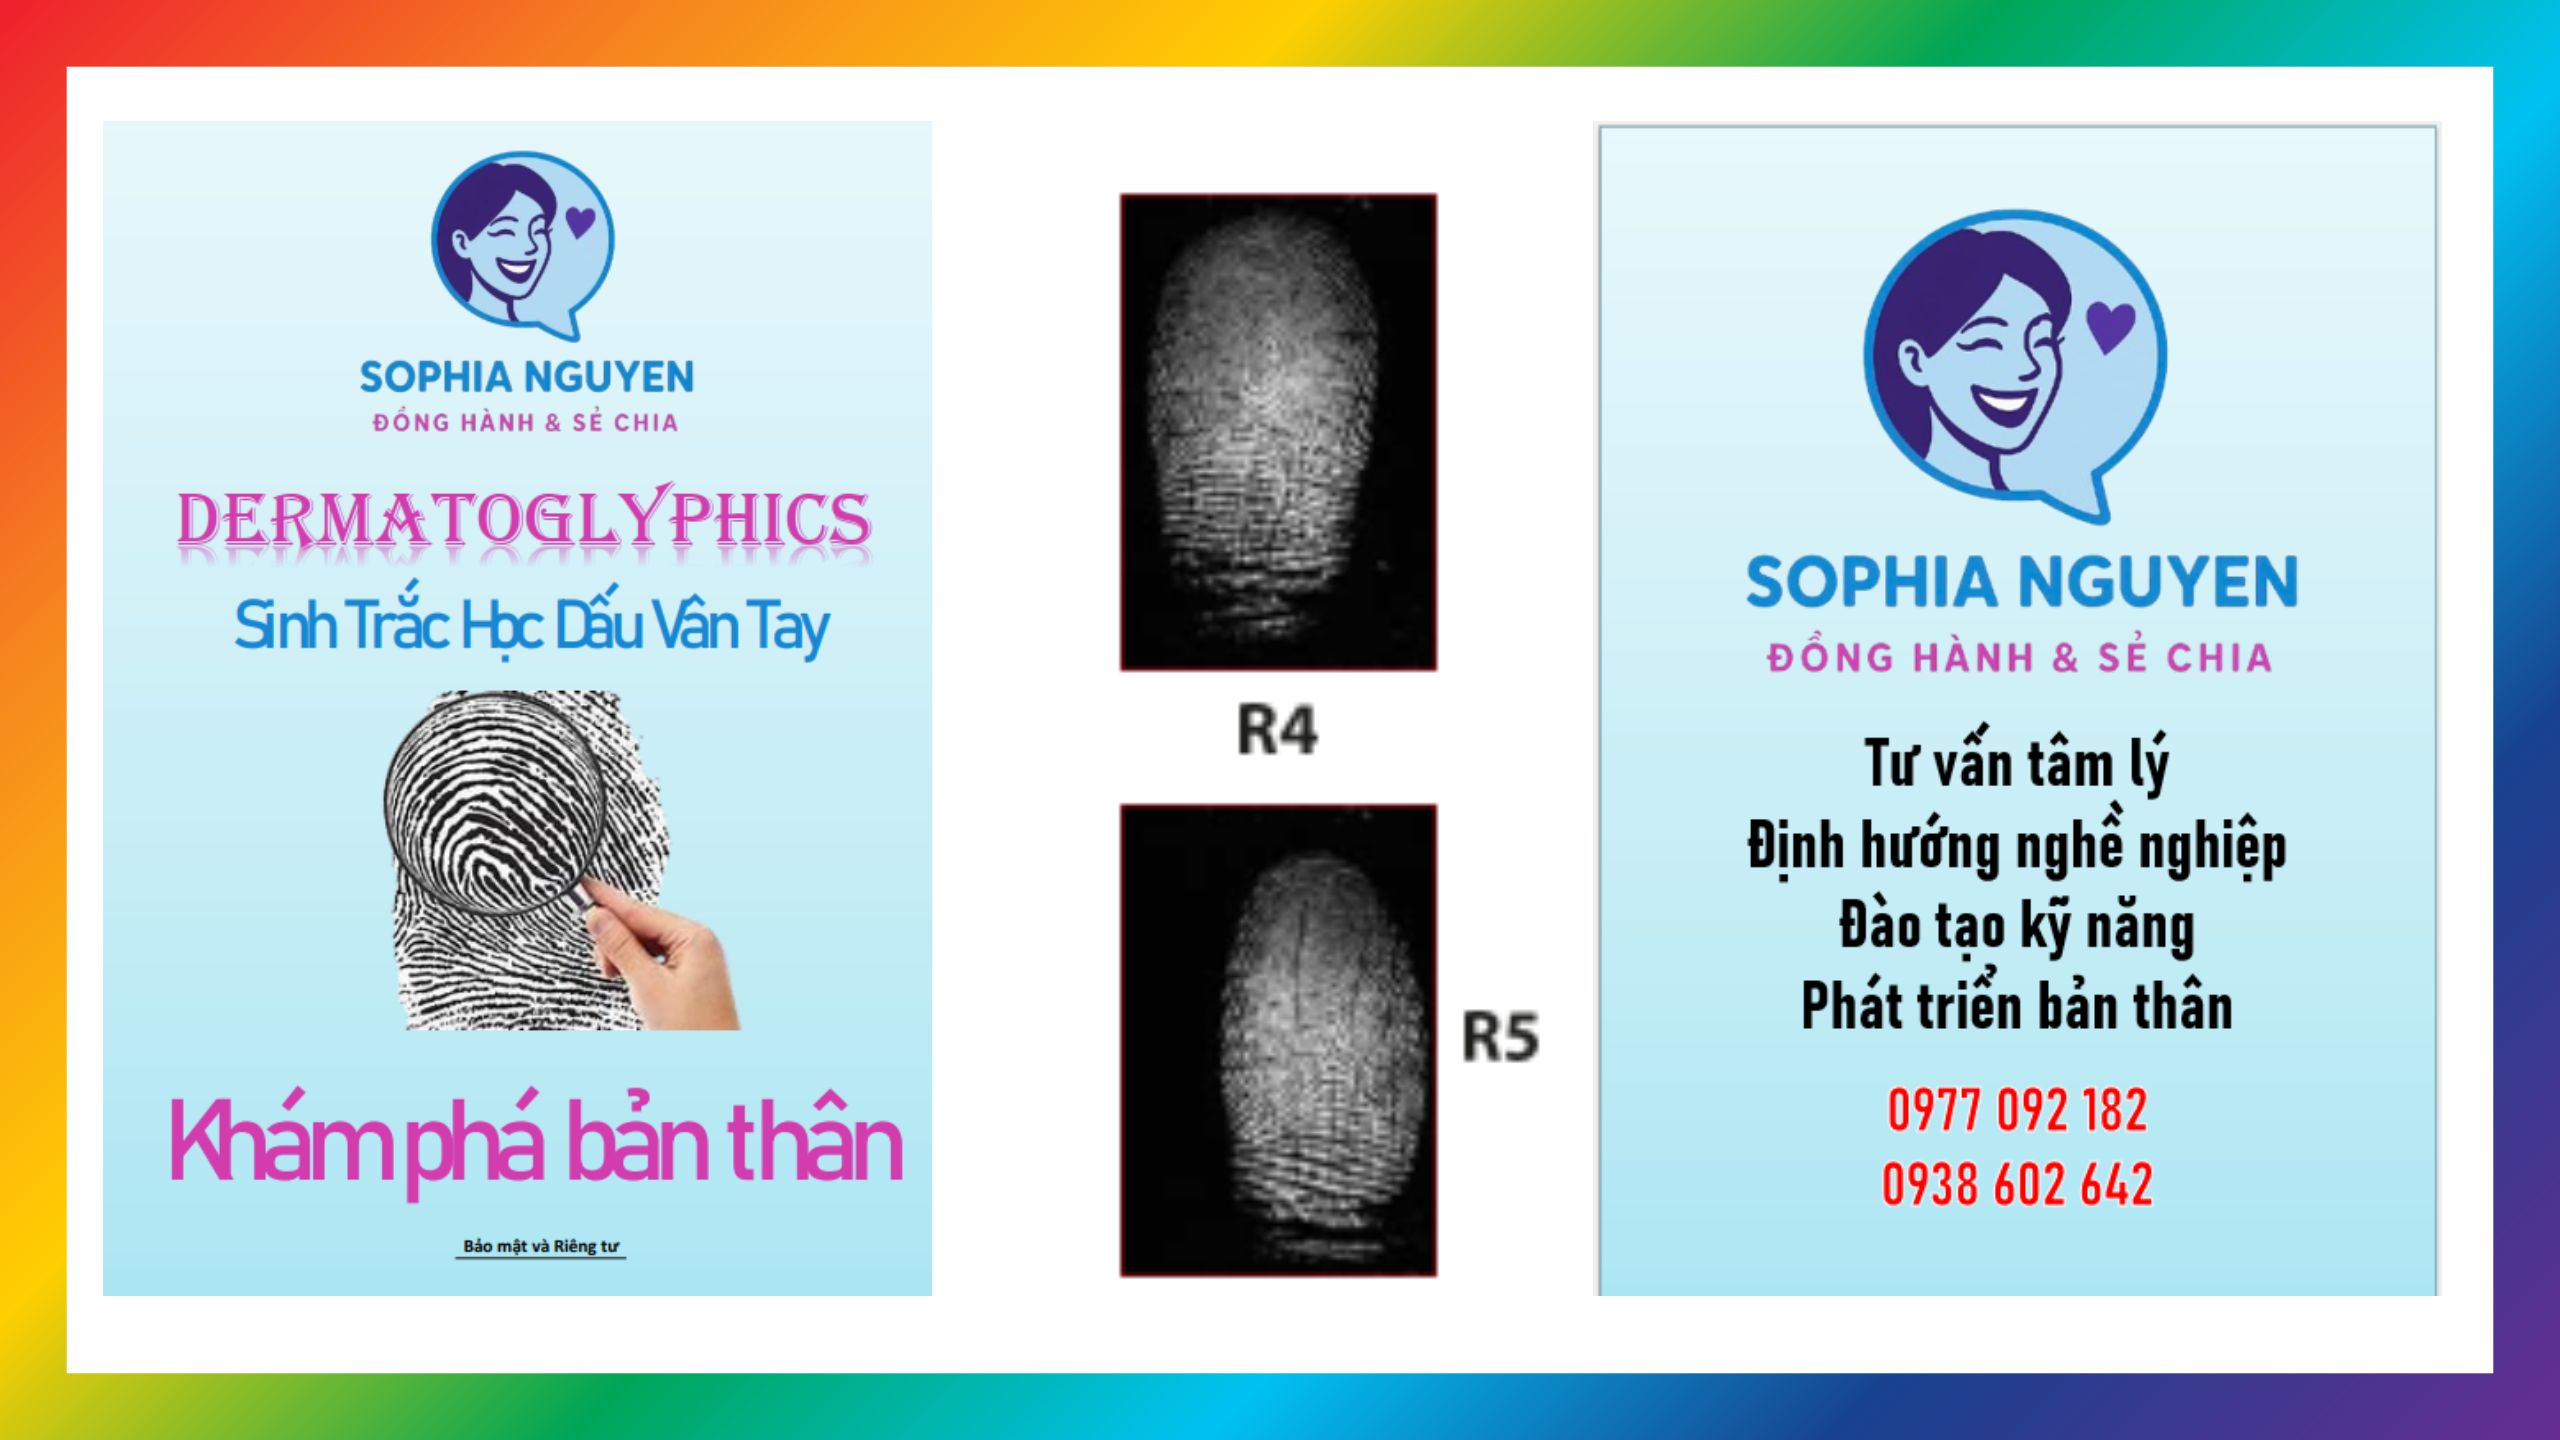 SOPHIA NGUYEN
ĐỒNG HÀNH & SẺ CHIA
DERMATOGLYPHICS
Sinh Trắc Học Dấu Vân Tay
Khám phá bản thân
Bảo mật và Riêng tư
R4
R5
SOPHIA NGUYEN
ĐỒNG HÀNH & SẺ CHIA
Tư vấn tâm lý
Định hướng nghề nghiệp
Đào tạo kỹ năng
Phát triển bản thân
0977 092 182
0938 602 642